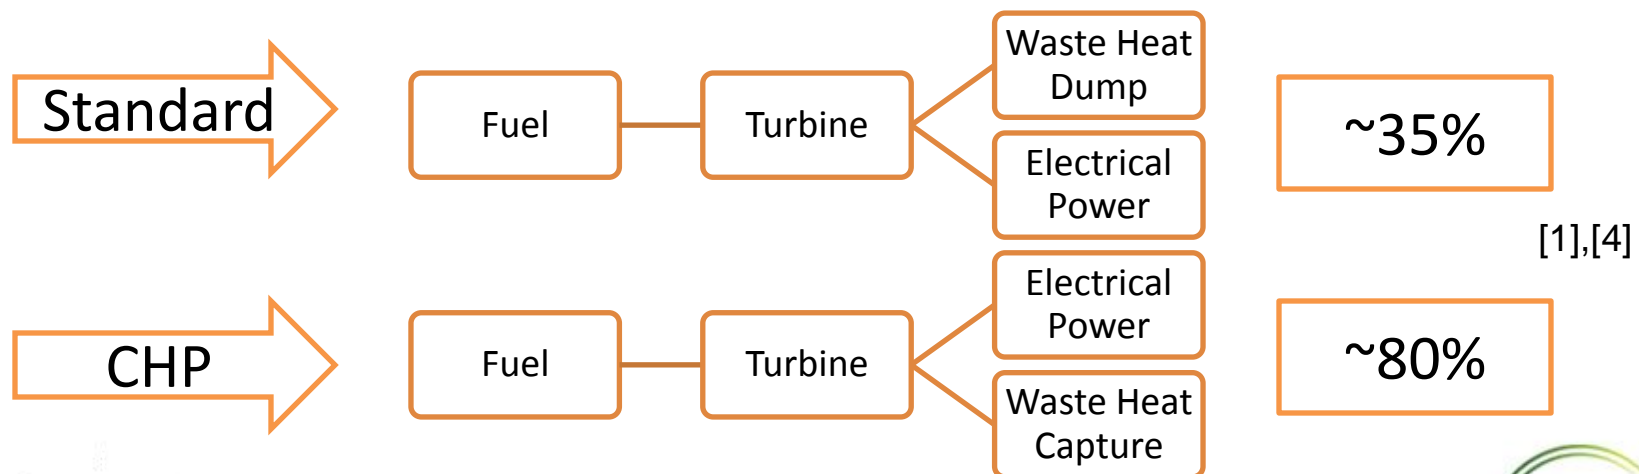 Standard
Fuel
Turbine
Waste Heat
Dump
Electrical
Power
~35%
[1],[4]
CHP
Fuel
Turbine
Electrical
Power
Waste Heat
Capture
~80%